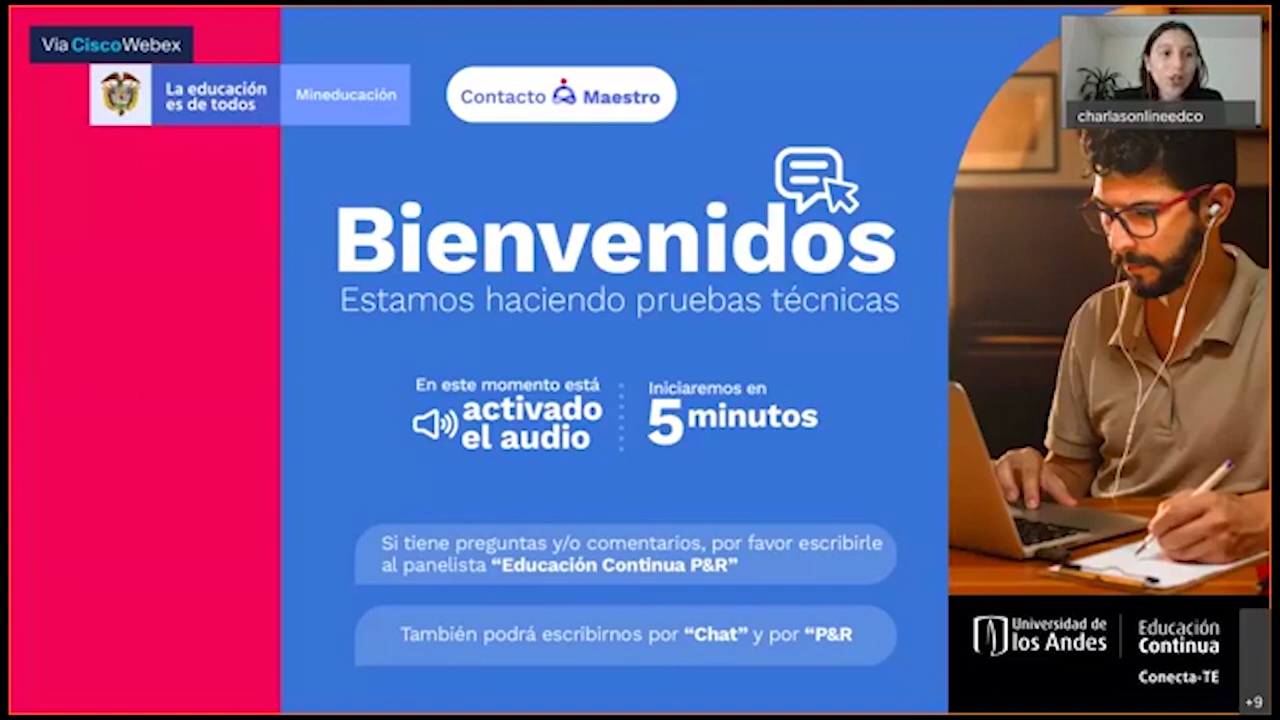 Via CiscoWebex
La educación
es de todos
Mineducación
Contacto Maestro
charlasonlineedco
Bienvenidos
Estamos haciendo pruebas técnicas
En este momento está
activado
el audio
Iniciaremos en
5 minutos
Si tiene preguntas y/o comentarios, por favor escribirle
al panelista “Educación Continua P&R”
También podrá escribirnos por “Chat” y por “P&R
Universidad de
los Andes
Educación
Continua
Conecta-TE
+9